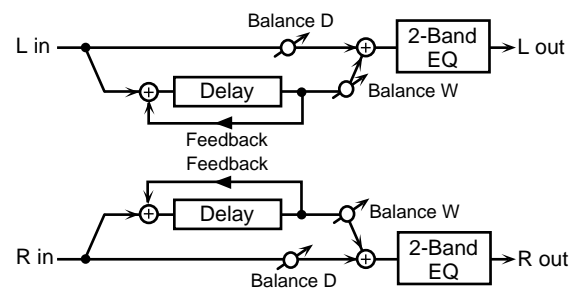 Balance D
L in
2-Band
EQ
L out
Delay
Balance W
Feedback
Feedback
Delay
Balance W
R in
2-Band
EQ
R out
Balance D